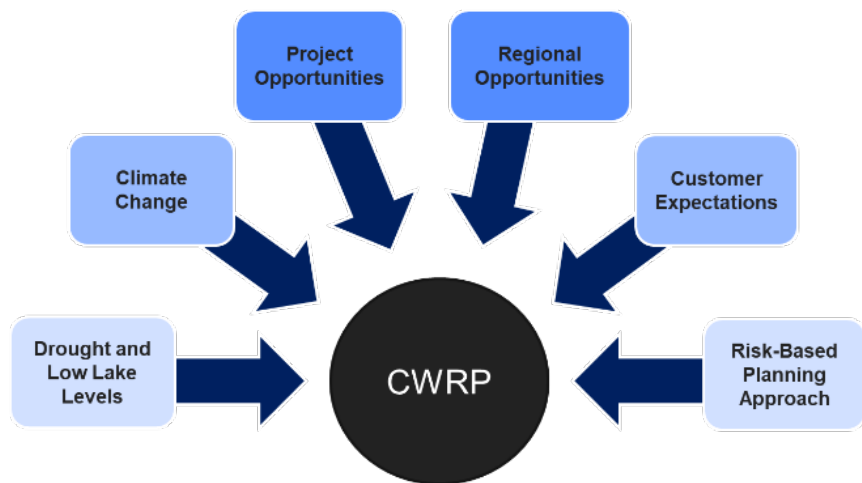 Project
Opportunities
Regional
Opportunities
Climate
Change
Customer
Expectations
Drought and
Low Lake
Levels
CWRP
Risk-Based
Planning
Approach